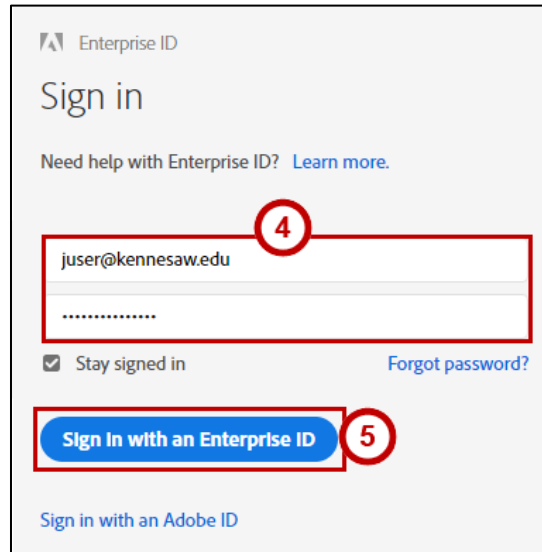 Enterprise ID
Sign in
Need help with Enterprise ID? Learn more.
4
juser@kennesaw.edu
•••••••••••••••
Stay signed in Forgot password?
Sign in with an Enterprise ID 5
Sign in with an Adobe ID